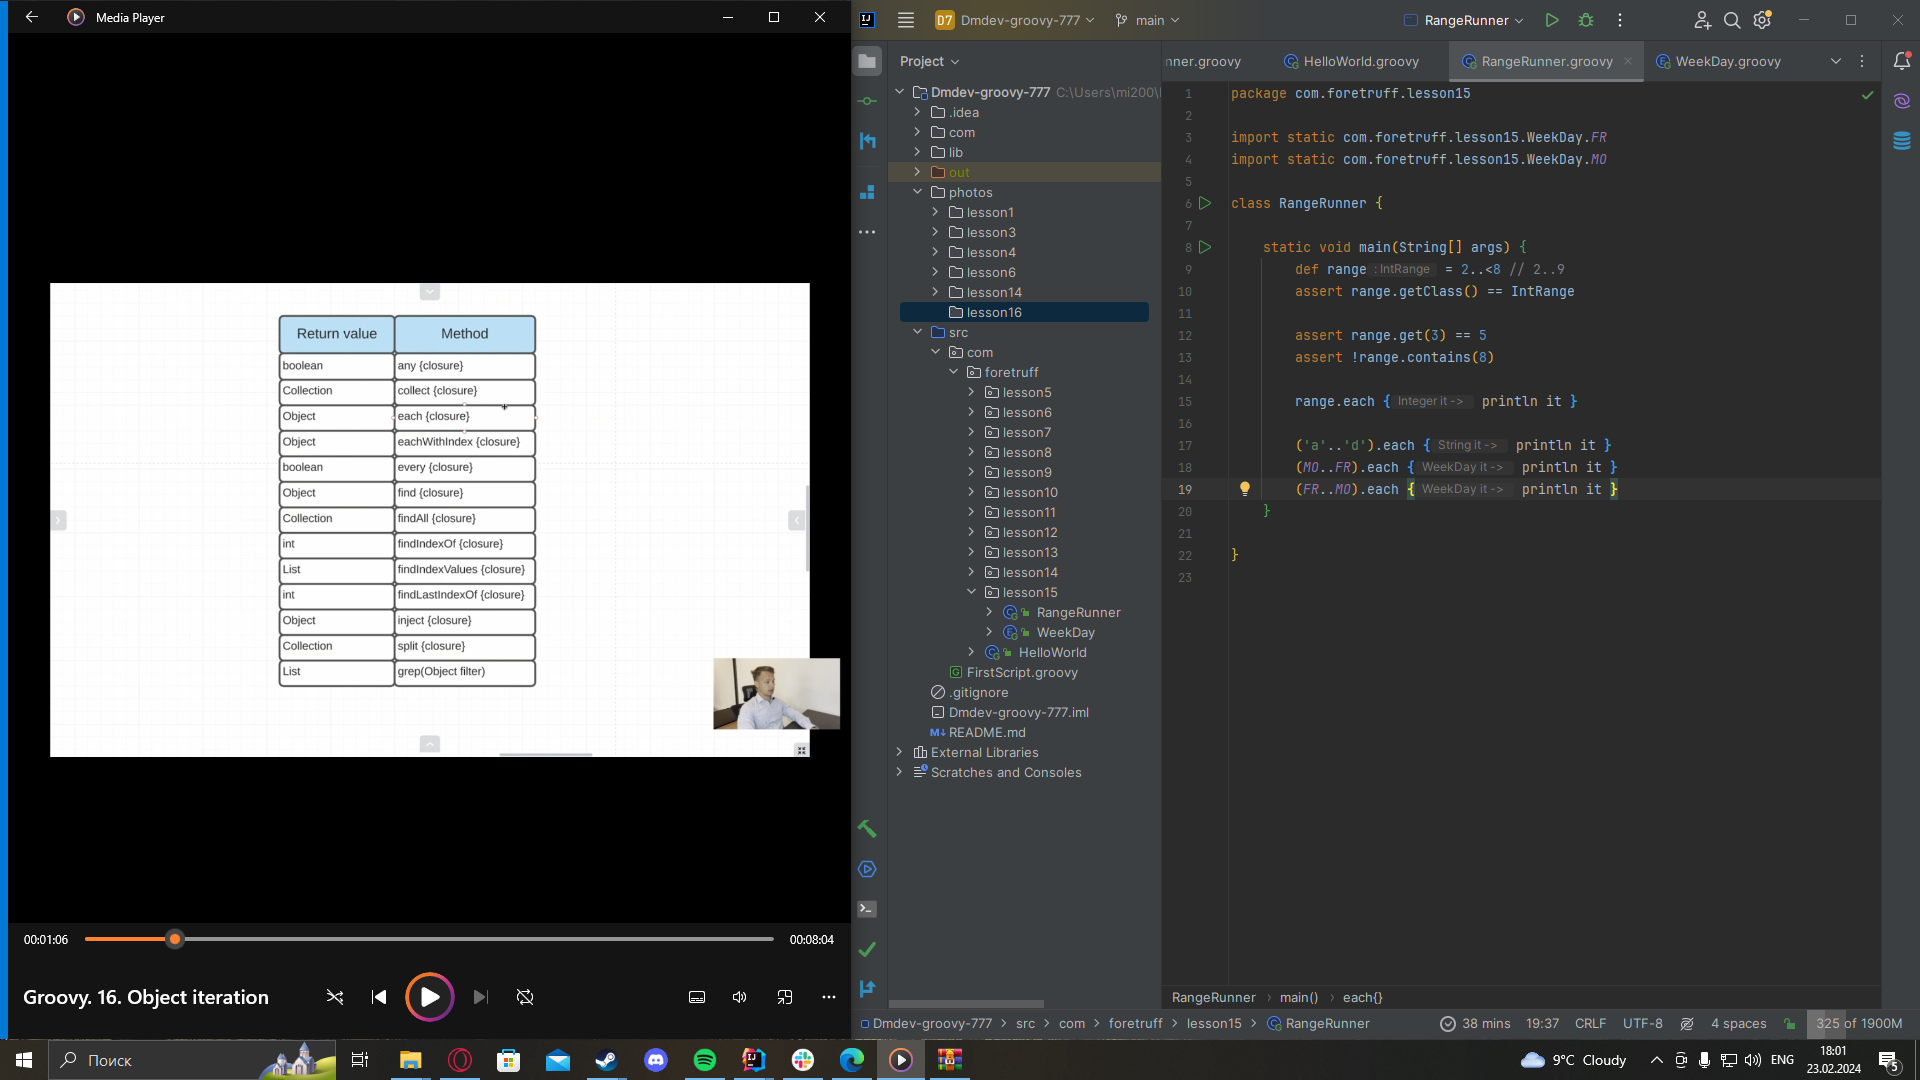 Media Player
Return value Method
boolean any {closure}
Collection collect {closure}
Object each {closure}
Object eachWithIndex {closure}
boolean every {closure}
Object find {closure}
Collection findAll {closure}
int findIndexOf {closure}
List findIndexValues {closure}
int findLastIndexOf {closure}
Object inject {closure}
Collection split {closure}
List grep(Object filter)
00:01:06
00:08:04
Groovy. 16. Object iteration
D7 Dmdev-groovy-777
main
RangeRunner
Project
Dmdev-groovy-777 C:\Users\mi200\
.idea
com
lib
out
photos
lesson1
lesson3
lesson4
lesson6
lesson14
lesson16
src
com
foretruff
lesson5
lesson6
lesson7
lesson8
lesson9
lesson10
lesson11
lesson12
lesson13
lesson14
lesson15
RangeRunner
WeekDay
HelloWorld
FirstScript.groovy
.gitignore
Dmdev-groovy-777.iml
README.md
External Libraries
Scratches and Consoles
nner.groovy
HelloWorld.groovy
RangeRunner.groovy
WeekDay.groovy
1 package com.foretruff.lesson15
2
3 import static com.foretruff.lesson15.WeekDay.FR
4 import static com.foretruff.lesson15.WeekDay.MO
5
6 class RangeRunner {
7
8 static void main(String[] args) {
9 def range : IntRange = 2..<8 // 2..9
10 assert range.getClass() == IntRange
11
12 assert range.get(3) == 5
13 assert !range.contains(8)
14
15 range.each { Integer it -> println it }
16
17 ('a'..'d').each { String it -> println it }
18 (MO..FR).each { WeekDay it -> println it }
19 (FR..MO).each { WeekDay it -> println it }
20 }
21
22 }
23
RangeRunner > main() > each{}
Dmdev-groovy-777 > src > com > foretruff > lesson15 > RangeRunner
38 mins 19:37 CRLF UTF-8 4 spaces 325 of 1900M
Поиск
9°C Cloudy
ENG
18:01
23.02.2024
5